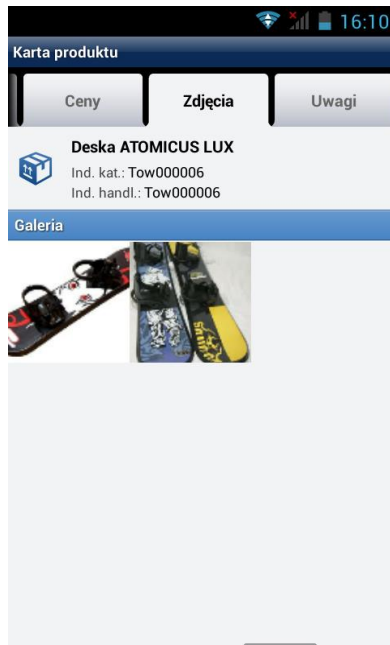 16:10
Karta produktu
Ceny
Zdjęcia
Uwagi
Deska ATOMICUS LUX
Ind. kat.: Tow000006
Ind. handl.: Tow000006
Galeria